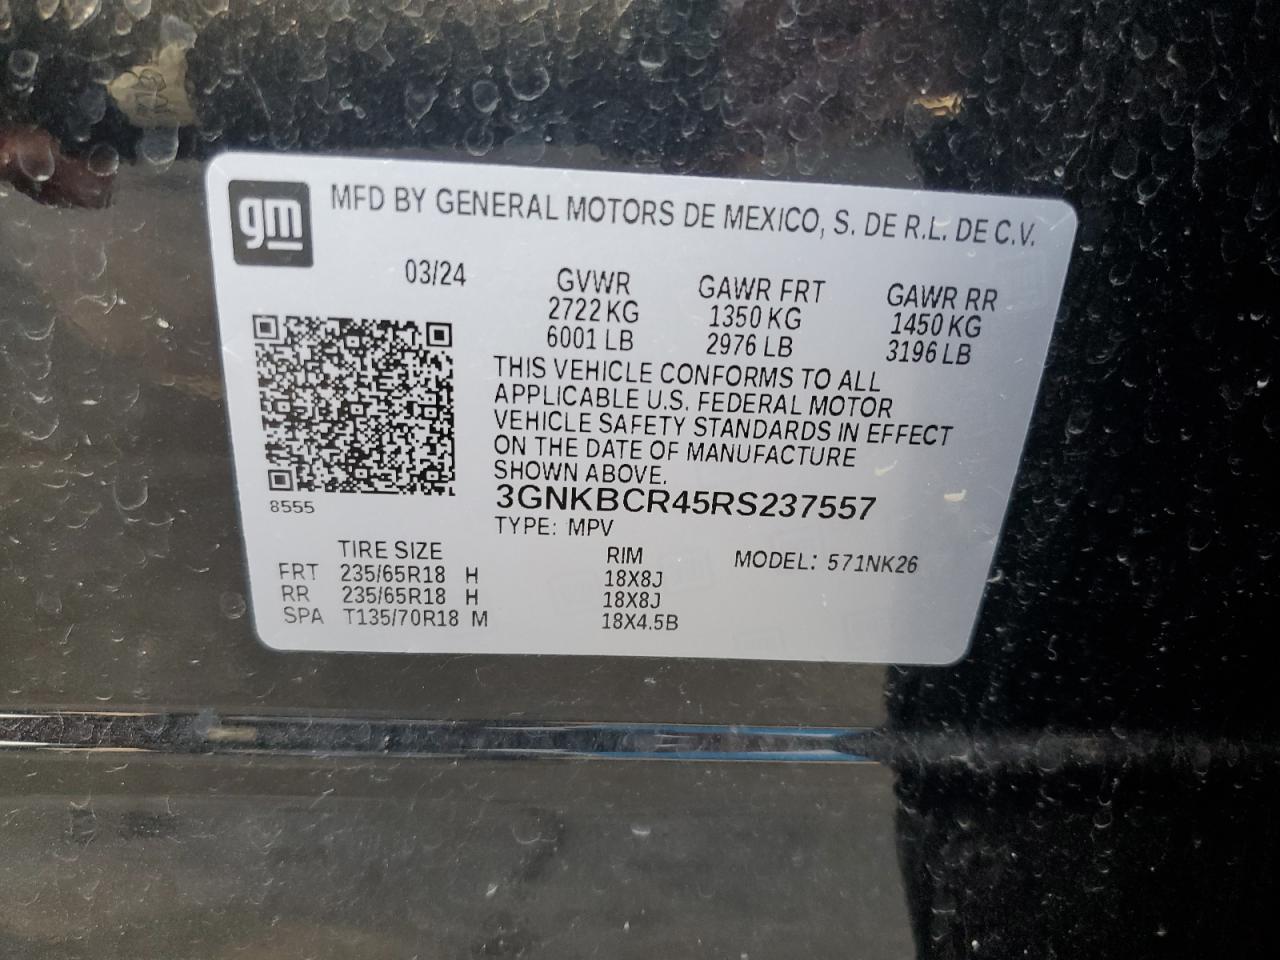 gm
MFD BY GENERAL MOTORS DE MEXICO, S. DE R.L. DE C.V.
03/24
GVWR GAWR FRT GAWR RR
2722 KG 1350 KG 1450 KG
6001 LB 2976 LB 3196 LB
THIS VEHICLE CONFORMS TO ALL
APPLICABLE U.S. FEDERAL MOTOR
VEHICLE SAFETY STANDARDS IN EFFECT
ON THE DATE OF MANUFACTURE
SHOWN ABOVE.
3GNKBCR45RS237557
8555
TYPE: MPV
TIRE SIZE RIM MODEL: 571NK26
FRT 235/65R18 H 18X8J
RR 235/65R18 H 18X8J
SPA T135/70R18 M 18X4.5B